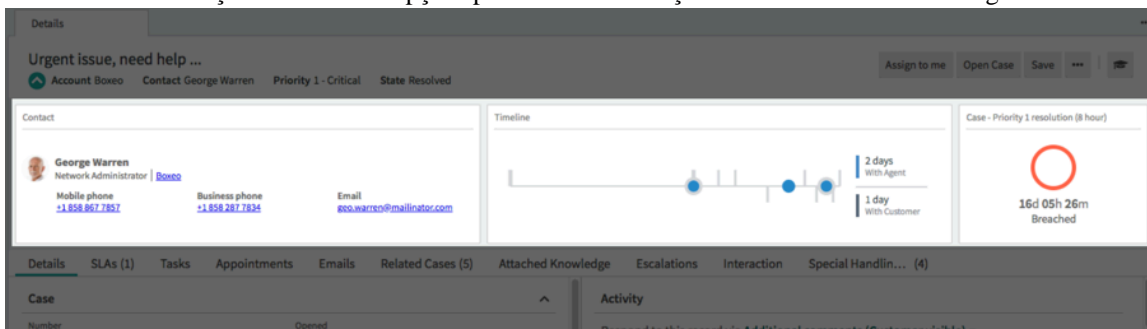 Details
Urgent issue, need help ...
Account Boxeo Contact George Warren Priority 1 - Critical State Resolved
Assign to me Open Case Save
Contact
George Warren
Network Administrator | Boxeo
Mobile phone Business phone Email
+1 858 867 7857 +1 858 287 7834 geo.warren@mailinator.com
Timeline
2 days
With Agent
1 day
With Customer
Case - Priority 1 resolution (8 hour)
16d 05h 26m
Breached
Details SLAs (1) Tasks Appointments Emails Related Cases (5) Attached Knowledge Escalations Interaction Special Handlin... (4)
Case
Activity
Number Opened